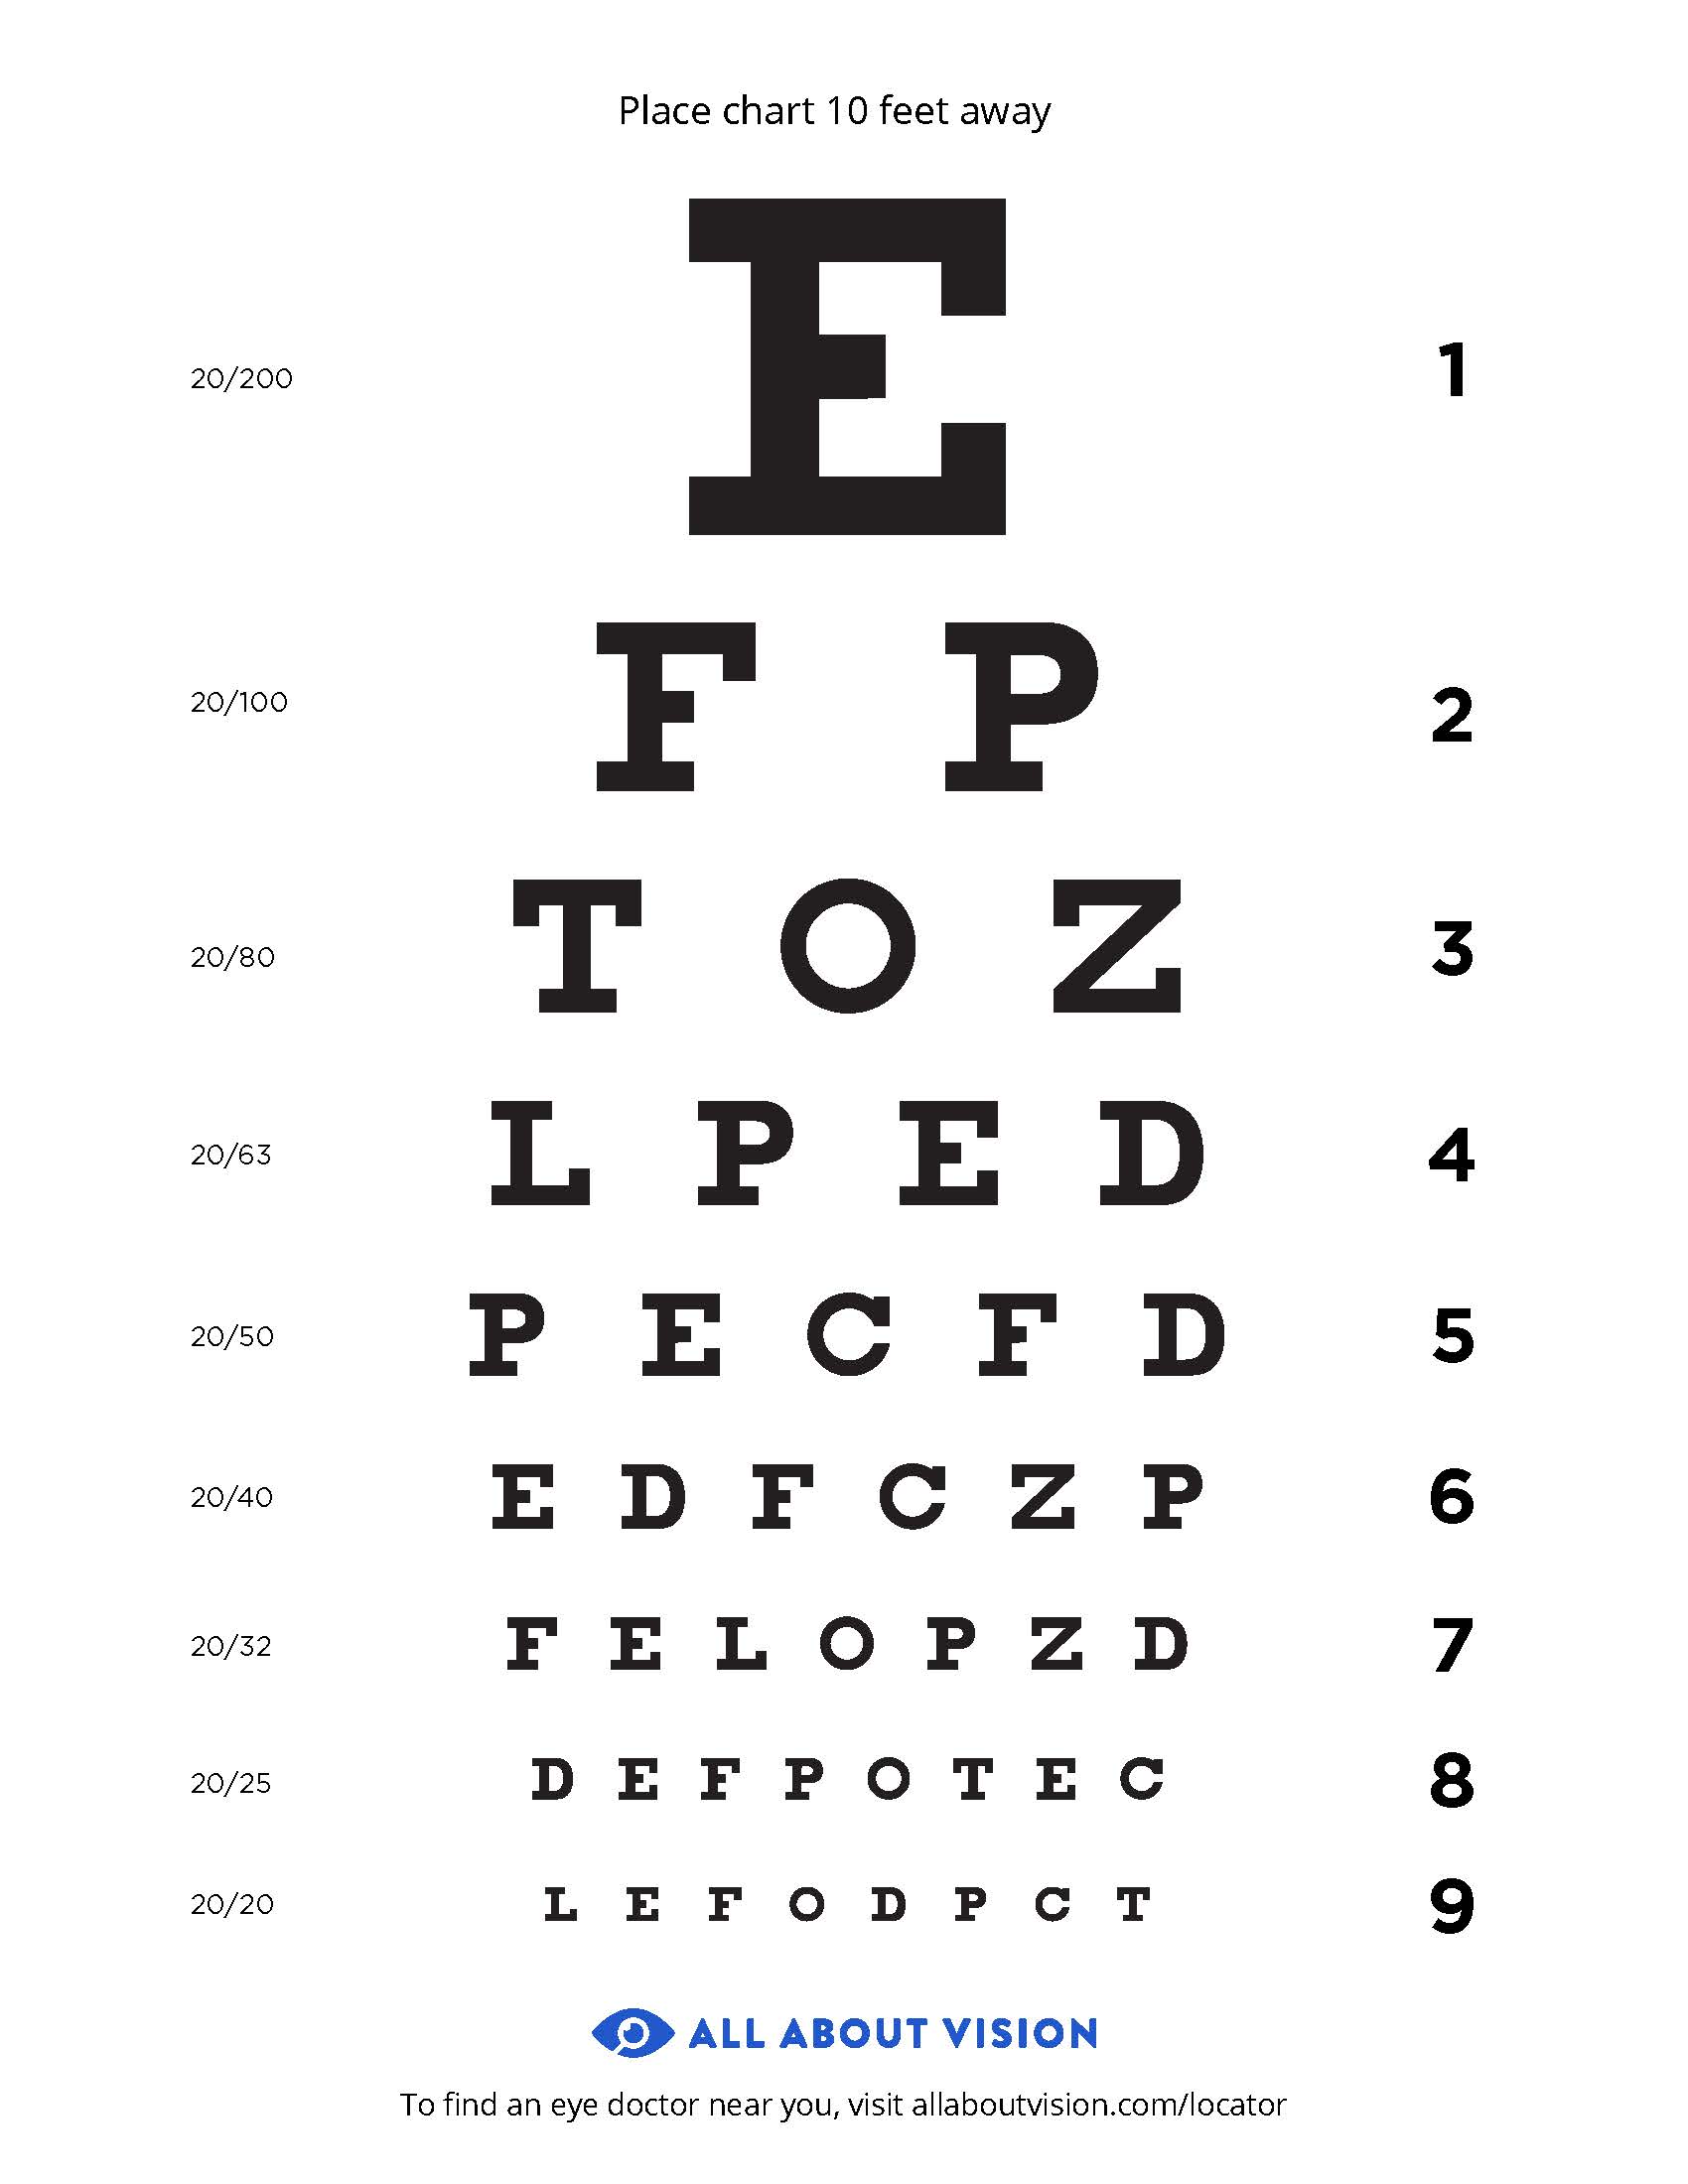 Place chart 10 feet away
20/200 E 1
20/100 F P 2
20/80 T O Z 3
20/63 L P E D 4
20/50 P E C F D 5
20/40 E D F C Z P 6
20/32 F E L O P Z D 7
20/25 D E F P O T E C 8
20/20 L E F O D P C T 9
ALL ABOUT VISION
To find an eye doctor near you, visit allaboutvision.com/locator